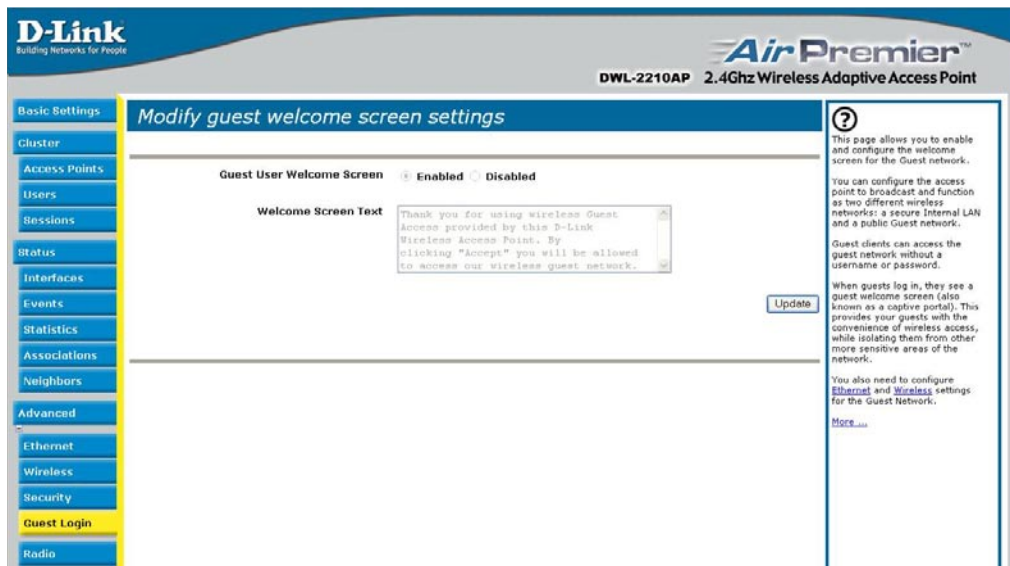 D-Link
Building Networks for People
Air Premier™
DWL-2210AP 2.4Ghz Wireless Adaptive Access Point
Basic Settings
Cluster
Access Points
Users
Sessions
Status
Interfaces
Events
Statistics
Associations
Neighbors
Advanced
Ethernet
Wireless
Security
Guest Login
Radio
Modify guest welcome screen settings
Guest User Welcome Screen Enabled Disabled
Welcome Screen Text
Thank you for using wireless Guest
Access provided by this D-Link
Wireless Access Point. By
clicking "Accept" you will be allowed
to access our wireless guest network.
Update
?
This page allows you to enable
and configure the welcome
screen for the Guest network.
You can configure the access
point to broadcast and function
as two different wireless
networks: a secure Internal LAN
and a public Guest network.
Guest clients can access the
guest network without a
username or password.
When guests log in, they see a
guest welcome screen (also
known as a captive portal). This
provides your guests with the
convenience of wireless access,
while isolating them from other
more sensitive areas of the
network.
You also need to configure
Ethernet and Wireless settings
for the Guest Network.
More ...